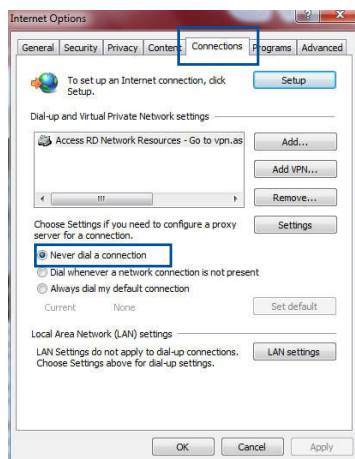 Internet Options
General Security Privacy Content Connections Programs Advanced
To set up an Internet connection, click
Setup.
Setup
Dial-up and Virtual Private Network settings
Access RD Network Resources - Go to vpn.as
Add...
Add VPN...
Remove...
Choose Settings if you need to configure a proxy
server for a connection.
Settings
Never dial a connection
Dial whenever a network connection is not present
Always dial my default connection
Current None
Set default
Local Area Network (LAN) settings
LAN Settings do not apply to dial-up connections.
Choose Settings above for dial-up settings.
LAN settings
OK Cancel Apply